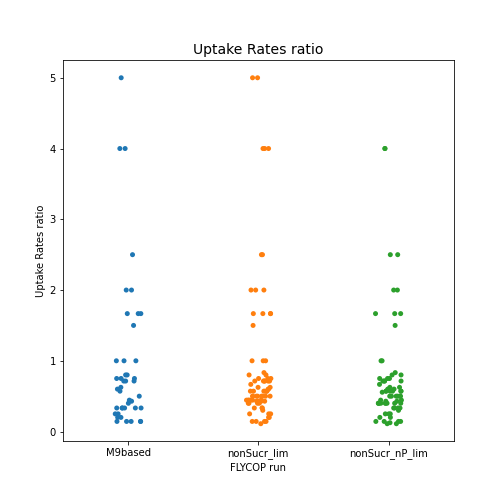 Uptake Rates ratio
Uptake Rates ratio
5
4
3
2
1
0
M9based nonSucr_lim nonSucr_nP_lim
FLYCOP run